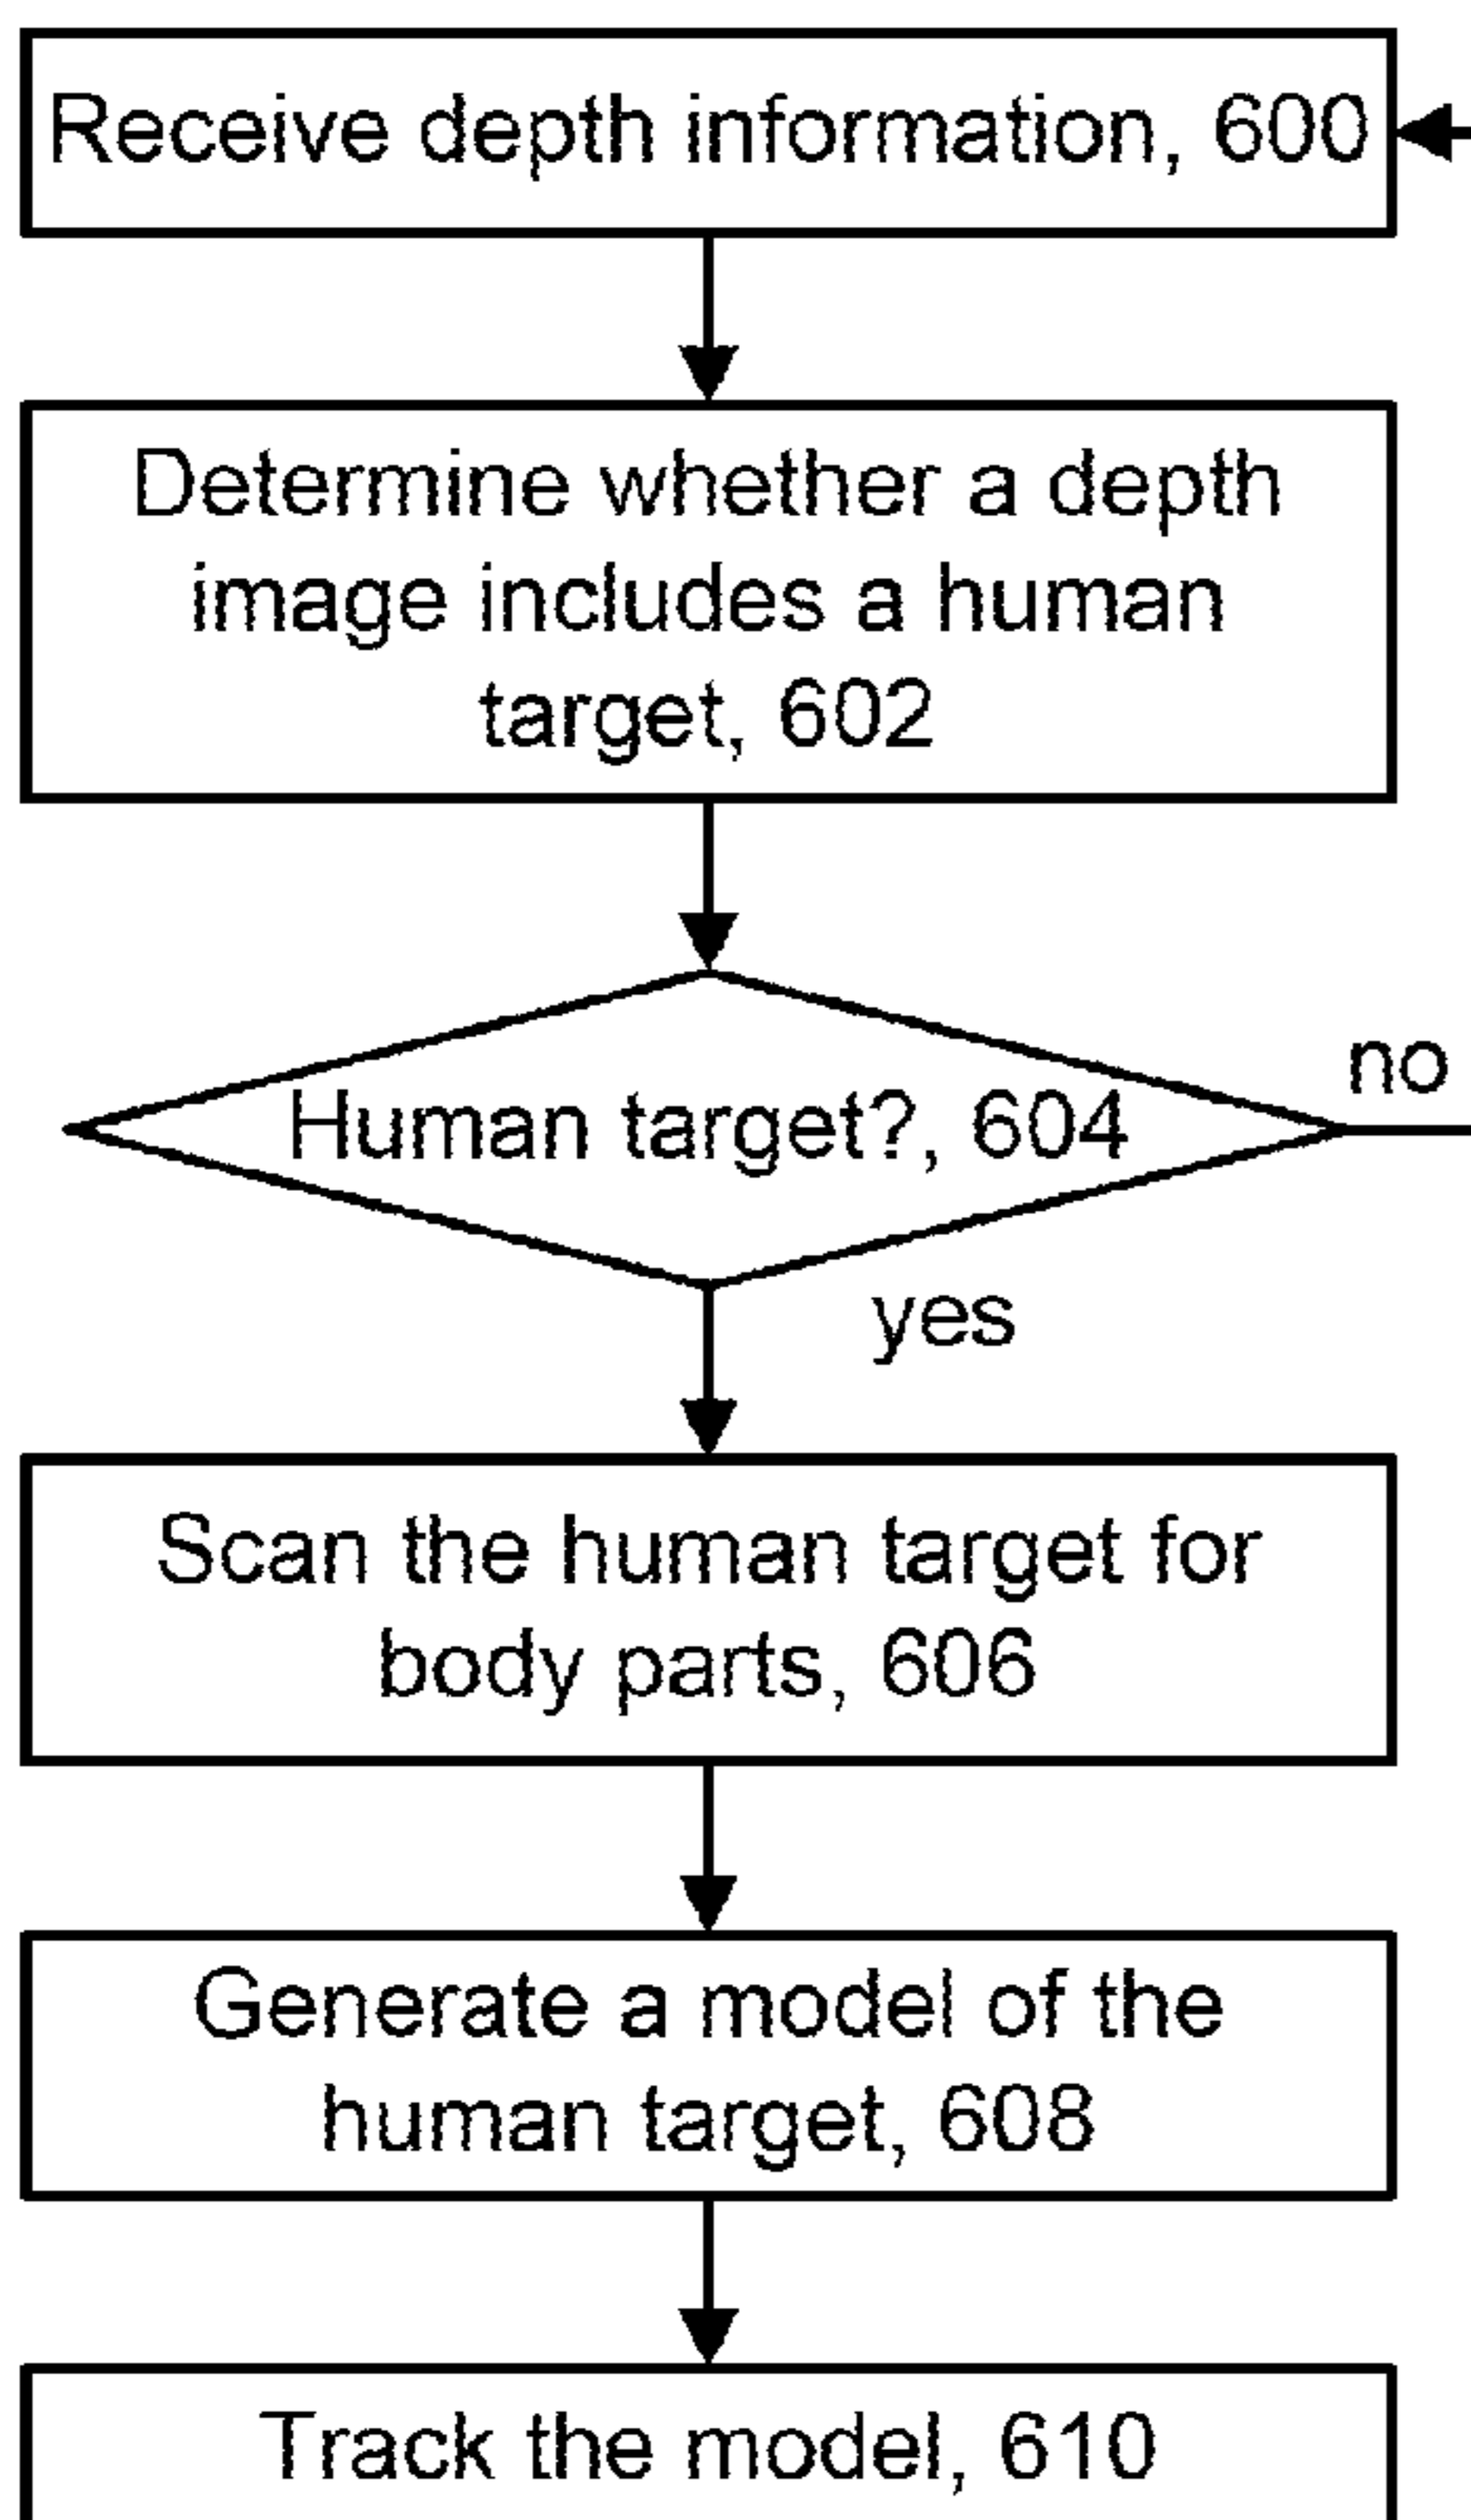 Receive depth information, 600
Determine whether a depth
image includes a human
target, 602
Human target?, 604
no
yes
Scan the human target for
body parts, 606
Generate a model of the
human target, 608
Track the model, 610